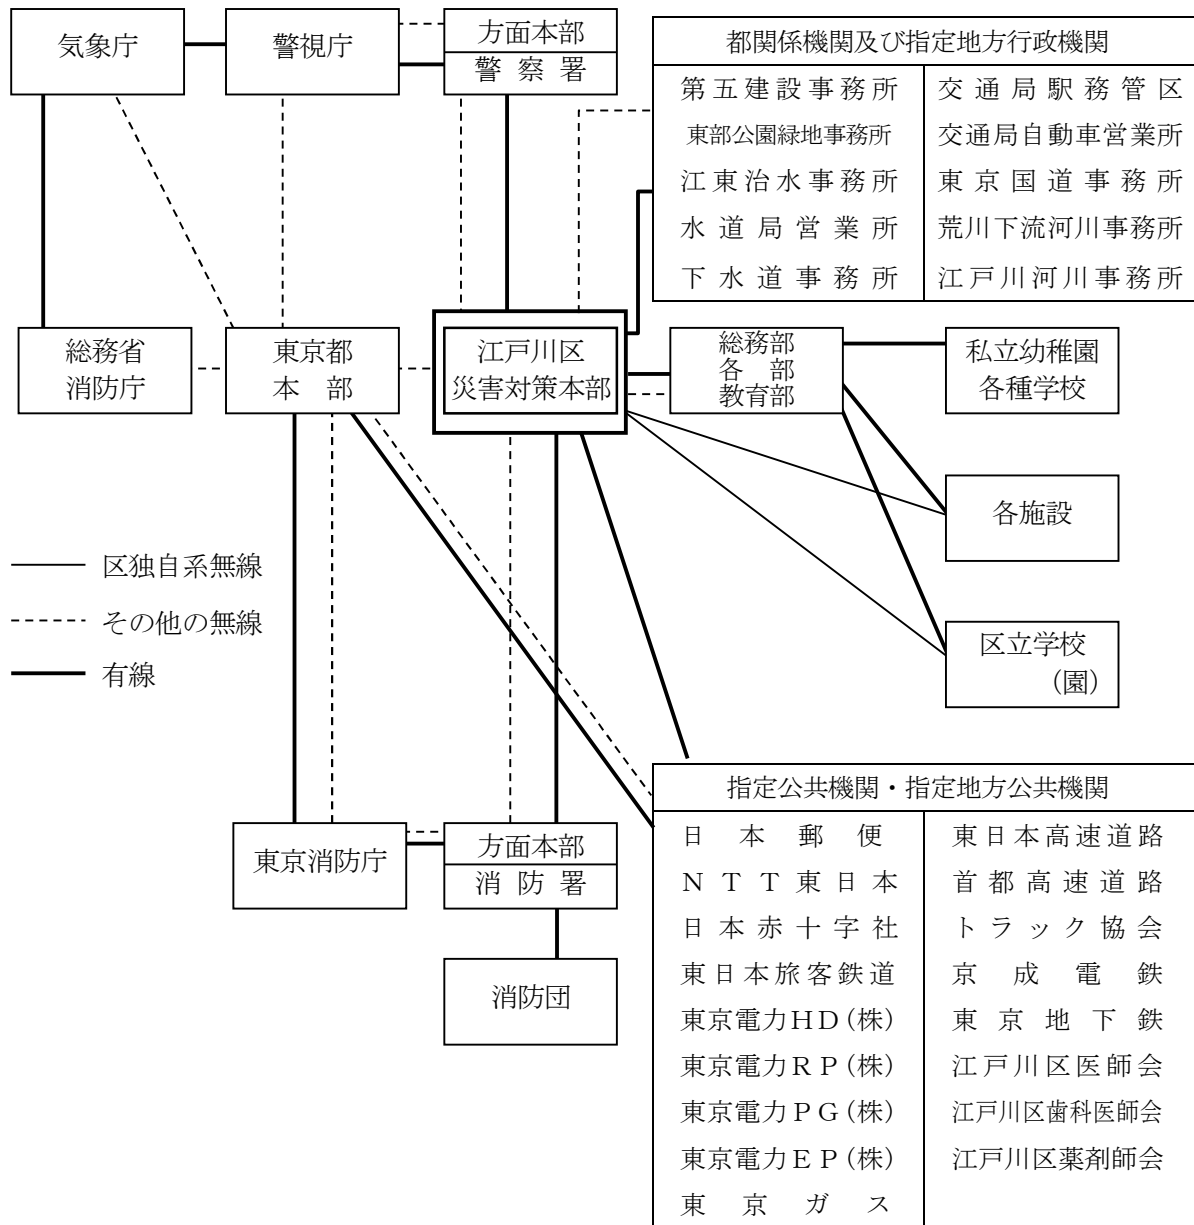 気象庁
警視庁
方面本部
警察署
都関係機関及び指定地方行政機関
第五建設事務所
交通局駅務管区
東部公園緑地事務所
交通局自動車営業所
江東治水事務所
東京国道事務所
水道局営業所
荒川下流河川事務所
下水道事務所
江戸川河川事務所
総務省
消防庁
東京都
本部
江戸川区
災害対策本部
総務部
各部
教育部
私立幼稚園
各種学校
各施設
区立学校
(園)
区独自系無線
その他の無線
有線
東京消防庁
方面本部
消防署
消防団
指定公共機関・指定地方公共機関
日本郵便
東日本高速道路
NTT東日本
首都高速道路
日本赤十字社
トラック協会
東日本旅客鉄道
京成電鉄
東京電力HD(株)
東京地下鉄
東京電力RP(株)
江戸川区医師会
東京電力PG(株)
江戸川区歯科医師会
東京電力EP(株)
江戸川区薬剤師会
東京ガス